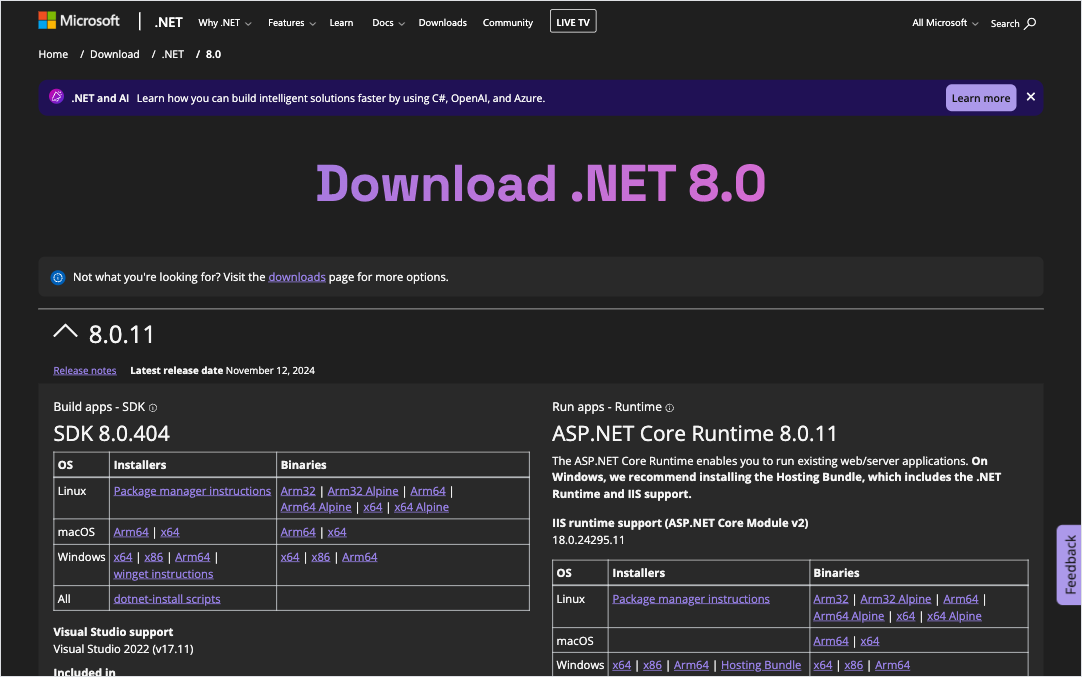 Microsoft .NET Why .NET Features Learn Docs Downloads Community LIVE TV All Microsoft Search
Home / Download / .NET / 8.0
.NET and AI Learn how you can build intelligent solutions faster by using C#, OpenAI, and Azure. Learn more
Download .NET 8.0
Not what you're looking for? Visit the downloads page for more options.
8.0.11
Release notes Latest release date November 12, 2024
Build apps - SDK
SDK 8.0.404
OS Installers Binaries
Linux Package manager instructions Arm32 | Arm32 Alpine | Arm64 |
Arm64 Alpine | x64 | x64 Alpine
macOS Arm64 | x64 Arm64 | x64
Windows x64 | x86 | Arm64 | x64 | x86 | Arm64
winget instructions
All dotnet-install scripts
Visual Studio support
Visual Studio 2022 (v17.11)
Included in
Run apps - Runtime
ASP.NET Core Runtime 8.0.11
The ASP.NET Core Runtime enables you to run existing web/server applications. On
Windows, we recommend installing the Hosting Bundle, which includes the .NET
Runtime and IIS support.
IIS runtime support (ASP.NET Core Module v2)
18.0.24295.11
OS Installers Binaries
Linux Package manager instructions Arm32 | Arm32 Alpine | Arm64 |
Arm64 Alpine | x64 | x64 Alpine
macOS Arm64 | x64
Windows x64 | x86 | Arm64 | Hosting Bundle x64 | x86 | Arm64
Feedback